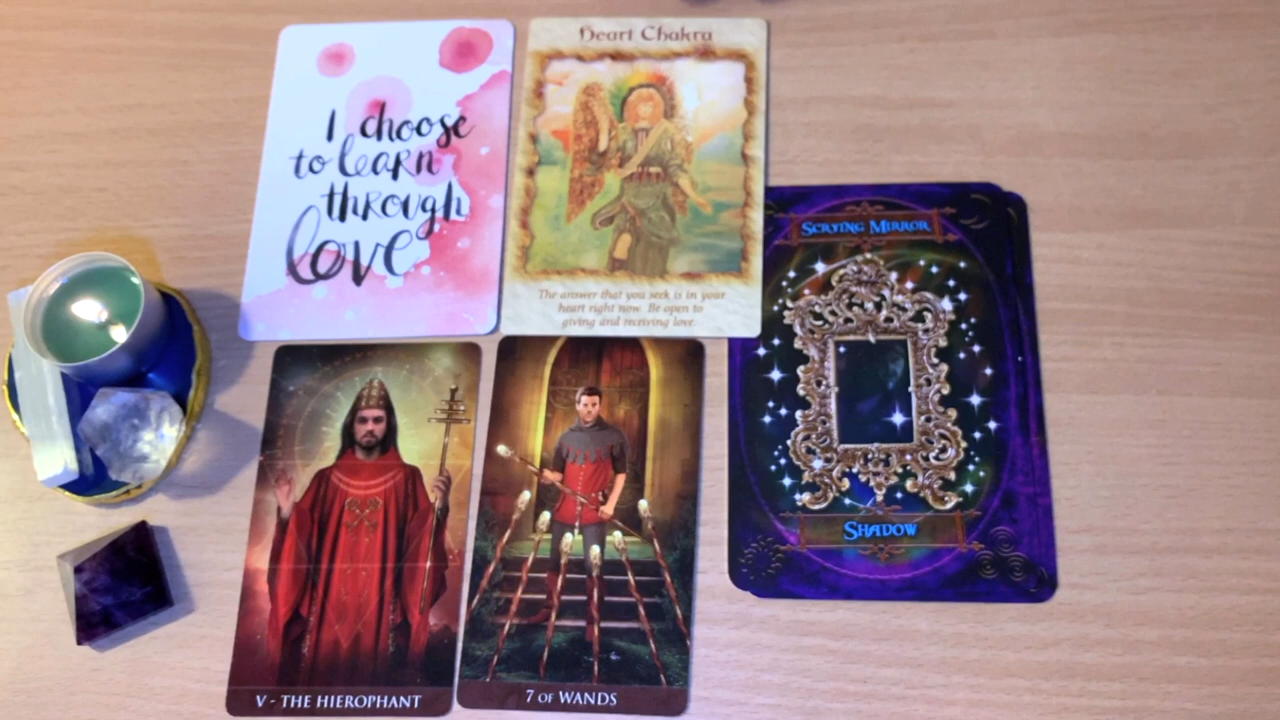 I choose
to learn
through
love
Heart Chakra
The answer that you seek is in your
heart right now. Be open to
giving and receiving love.
Scrying Mirror
Shadow
V - THE HIEROPHANT
7 OF WANDS